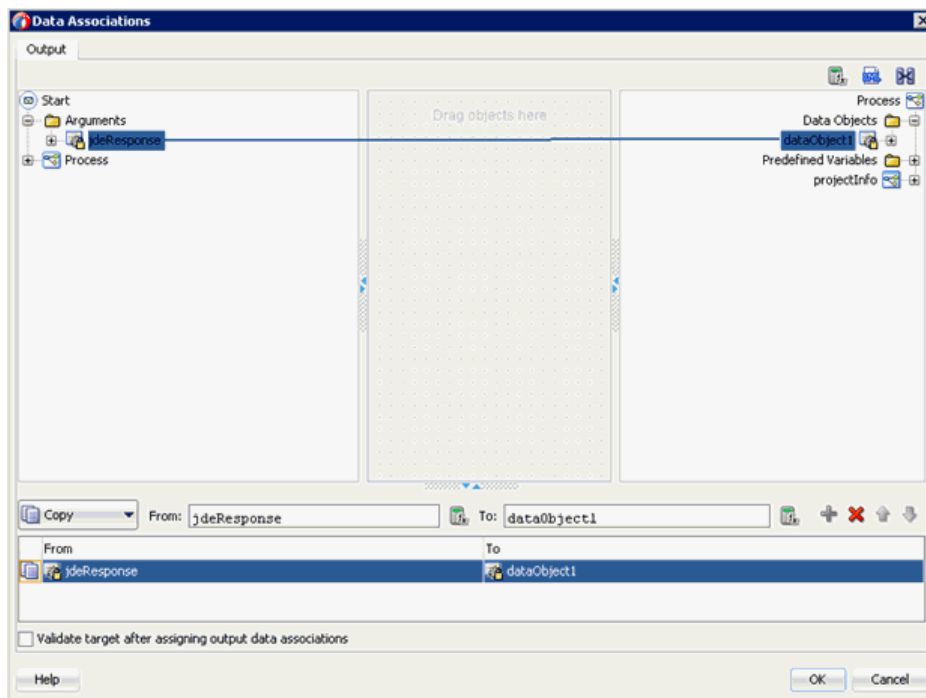 Data Associations
Output
Start
Process
Drag objects here
Arguments
Data Objects
jdeResponse
dataObject1
Process
Predefined Variables
projectInfo
Copy From: jdeResponse To: dataObject1
From To
jdeResponse dataObject1
Validate target after assigning output data associations
Help OK Cancel